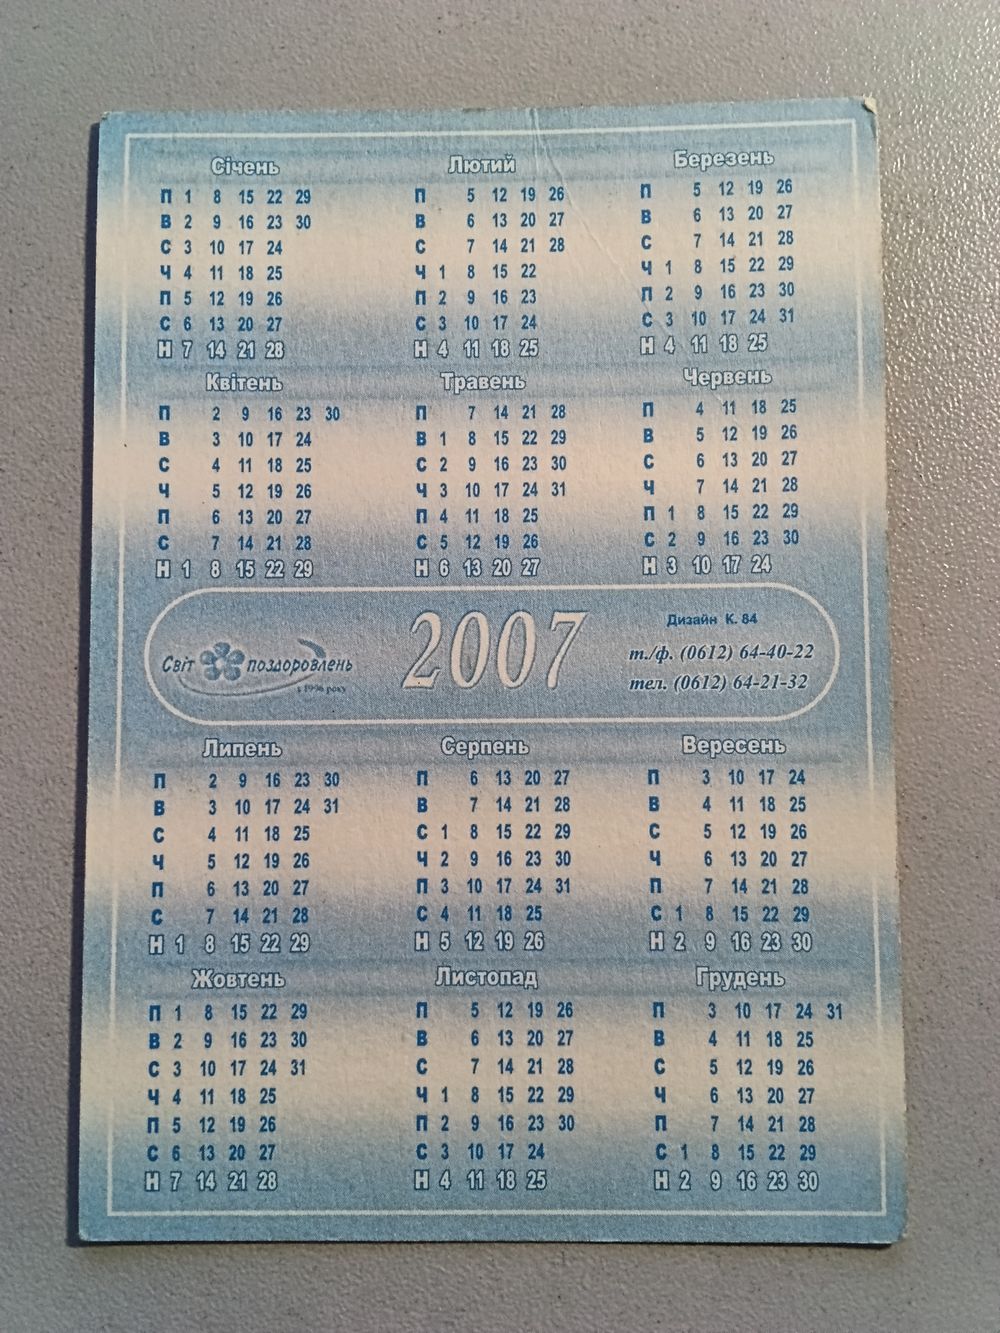 Січень Лютий Березень
П 1 8 15 22 29 П 5 12 19 26 П 5 12 19 26
В 2 9 16 23 30 В 6 13 20 27 В 6 13 20 27
С 3 10 17 24 С 7 14 21 28 С 7 14 21 28
Ч 4 11 18 25 Ч 1 8 15 22 Ч 1 8 15 22 29
П 5 12 19 26 П 2 9 16 23 П 2 9 16 23 30
С 6 13 20 27 С 3 10 17 24 С 3 10 17 24 31
Н 7 14 21 28 Н 4 11 18 25 Н 4 11 18 25
Квітень Травень Червень
П 2 9 16 23 30 П 7 14 21 28 П 4 11 18 25
В 3 10 17 24 В 1 8 15 22 29 В 5 12 19 26
С 4 11 18 25 С 2 9 16 23 30 С 6 13 20 27
Ч 5 12 19 26 Ч 3 10 17 24 31 Ч 7 14 21 28
П 6 13 20 27 П 4 11 18 25 П 1 8 15 22 29
С 7 14 21 28 С 5 12 19 26 С 2 9 16 23 30
Н 1 8 15 22 29 Н 6 13 20 27 Н 3 10 17 24
Світ поздоровлень
з 1996 року
2007
Дизайн К. 84
т./ф. (0612) 64-40-22
тел. (0612) 64-21-32
Липень Серпень Вересень
П 2 9 16 23 30 П 6 13 20 27 П 3 10 17 24
В 3 10 17 24 31 В 7 14 21 28 В 4 11 18 25
С 4 11 18 25 С 1 8 15 22 29 С 5 12 19 26
Ч 5 12 19 26 Ч 2 9 16 23 30 Ч 6 13 20 27
П 6 13 20 27 П 3 10 17 24 31 П 7 14 21 28
С 7 14 21 28 С 4 11 18 25 С 1 8 15 22 29
Н 1 8 15 22 29 Н 5 12 19 26 Н 2 9 16 23 30
Жовтень Листопад Грудень
П 1 8 15 22 29 П 5 12 19 26 П 3 10 17 24 31
В 2 9 16 23 30 В 6 13 20 27 В 4 11 18 25
С 3 10 17 24 31 С 7 14 21 28 С 5 12 19 26
Ч 4 11 18 25 Ч 1 8 15 22 29 Ч 6 13 20 27
П 5 12 19 26 П 2 9 16 23 30 П 7 14 21 28
С 6 13 20 27 С 3 10 17 24 С 1 8 15 22 29
Н 7 14 21 28 Н 4 11 18 25 Н 2 9 16 23 30